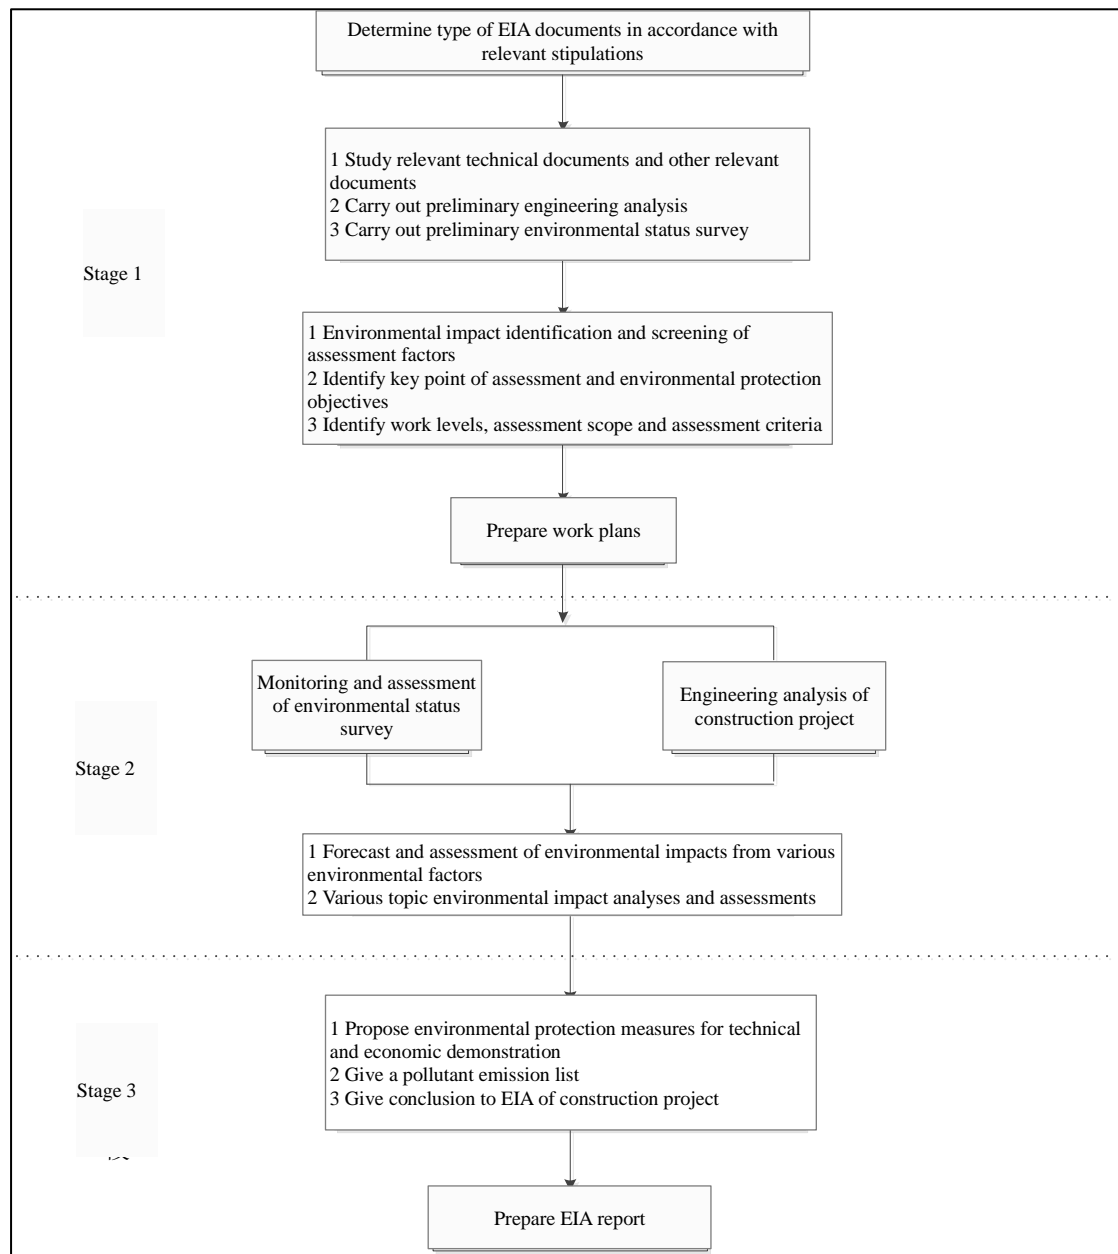 Determine type of EIA documents in accordance with
relevant stipulations
1 Study relevant technical documents and other relevant
documents
2 Carry out preliminary engineering analysis
3 Carry out preliminary environmental status survey
Stage 1
1 Environmental impact identification and screening of
assessment factors
2 Identify key point of assessment and environmental protection
objectives
3 Identify work levels, assessment scope and assessment criteria
Prepare work plans
Monitoring and assessment
of environmental status
survey
Engineering analysis of
construction project
Stage 2
1 Forecast and assessment of environmental impacts from various
environmental factors
2 Various topic environmental impact analyses and assessments
1 Propose environmental protection measures for technical
and economic demonstration
2 Give a pollutant emission list
3 Give conclusion to EIA of construction project
Stage 3
Prepare EIA report